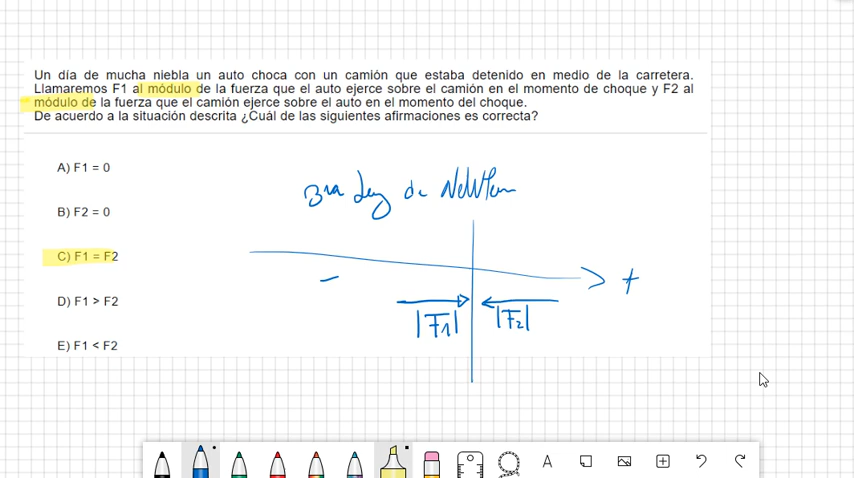 Un día de mucha niebla un auto choca con un camión que estaba detenido en medio de la carretera.
Llamaremos F1 al módulo de la fuerza que el auto ejerce sobre el camión en el momento de choque y F2 al
módulo de la fuerza que el camión ejerce sobre el auto en el momento del choque.
De acuerdo a la situación descrita ¿Cuál de las siguientes afirmaciones es correcta?
A) F1 = 0
3ra Ley de Newton
B) F2 = 0
C) F1 = F2
- +
D) F1 > F2
|F1| |F2|
E) F1 < F2
A